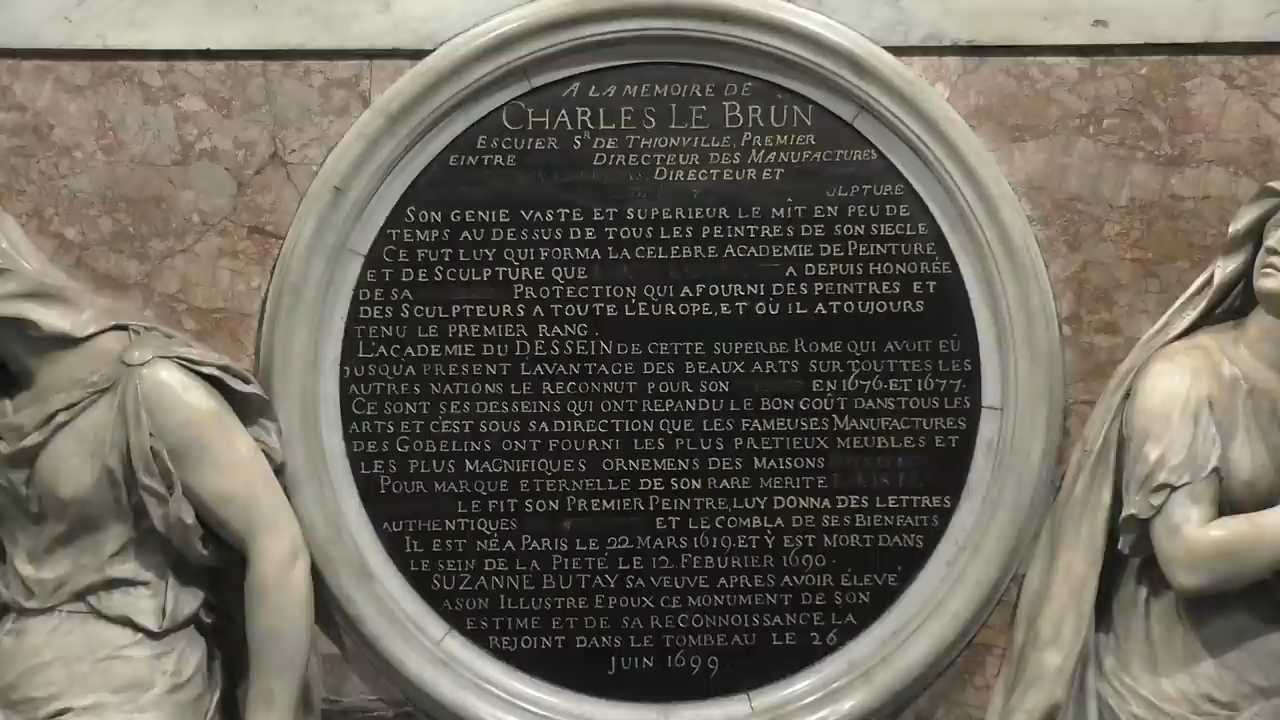 A LA MEMOIRE DE
CHARLES LE BRUN
ESCUIER SR DE THIONVILLE, PREMIER
EINTRE DIRECTEUR DES MANUFACTURES
DIRECTEUR ET
ULPTURE
SON GENIE VASTE ET SUPERIEUR LE MÎT EN PEU DE
TEMPS AU DESSUS DE TOUS LES PEINTRES DE SON SIECLE
CE FUT LUY QUI FORMA LA CELEBRE ACADEMIE DE PEINTURE
ET DE SCULPTURE QUE A DEPUIS HONORÉE
DE SA PROTECTION QUI A FOURNI DES PEINTRES ET
DES SCULPTEURS A TOUTE L'EUROPE, ET OÙ IL A TOUJOURS
TENU LE PREMIER RANG.
L'ACADEMIE DU DESSEIN DE CETTE SUPERBE ROME QUI AVOIT EÛ
JUSQU'A PRESENT L'AVANTAGE DES BEAUX ARTS SUR TOUTTES LES
AUTRES NATIONS LE RECONNUT POUR SON EN 1676. ET 1677.
CE SONT SES DESSEINS QUI ONT REPANDU LE BON GOÛT DANS TOUS LES
ARTS ET C'EST SOUS SA DIRECTION QUE LES FAMEUSES MANUFACTURES
DES GOBELINS ONT FOURNI LES PLUS PRETIEUX MEUBLES ET
LES PLUS MAGNIFIQUES ORNEMENS DES MAISONS
POUR MARQUE ETERNELLE DE SON RARE MERITE
LE FIT SON PREMIER PEINTRE, LUY DONNA DES LETTRES
AUTHENTIQUES ET LE COMBLA DE SES BIENFAITS
IL EST NÉ A PARIS LE 22 MARS 1619. ET Y EST MORT DANS
LE SEIN DE LA PIETÉ LE 12. FEBURIER 1690.
SUZANNE BUTAY SA VEUVE APRES AVOIR ÉLEVÉ
A SON ILLUSTRE EPOUX CE MONUMENT DE SON
ESTIME ET DE SA RECONNOISSANCE LA
REJOINT DANS LE TOMBEAU LE 26
JUIN 1699